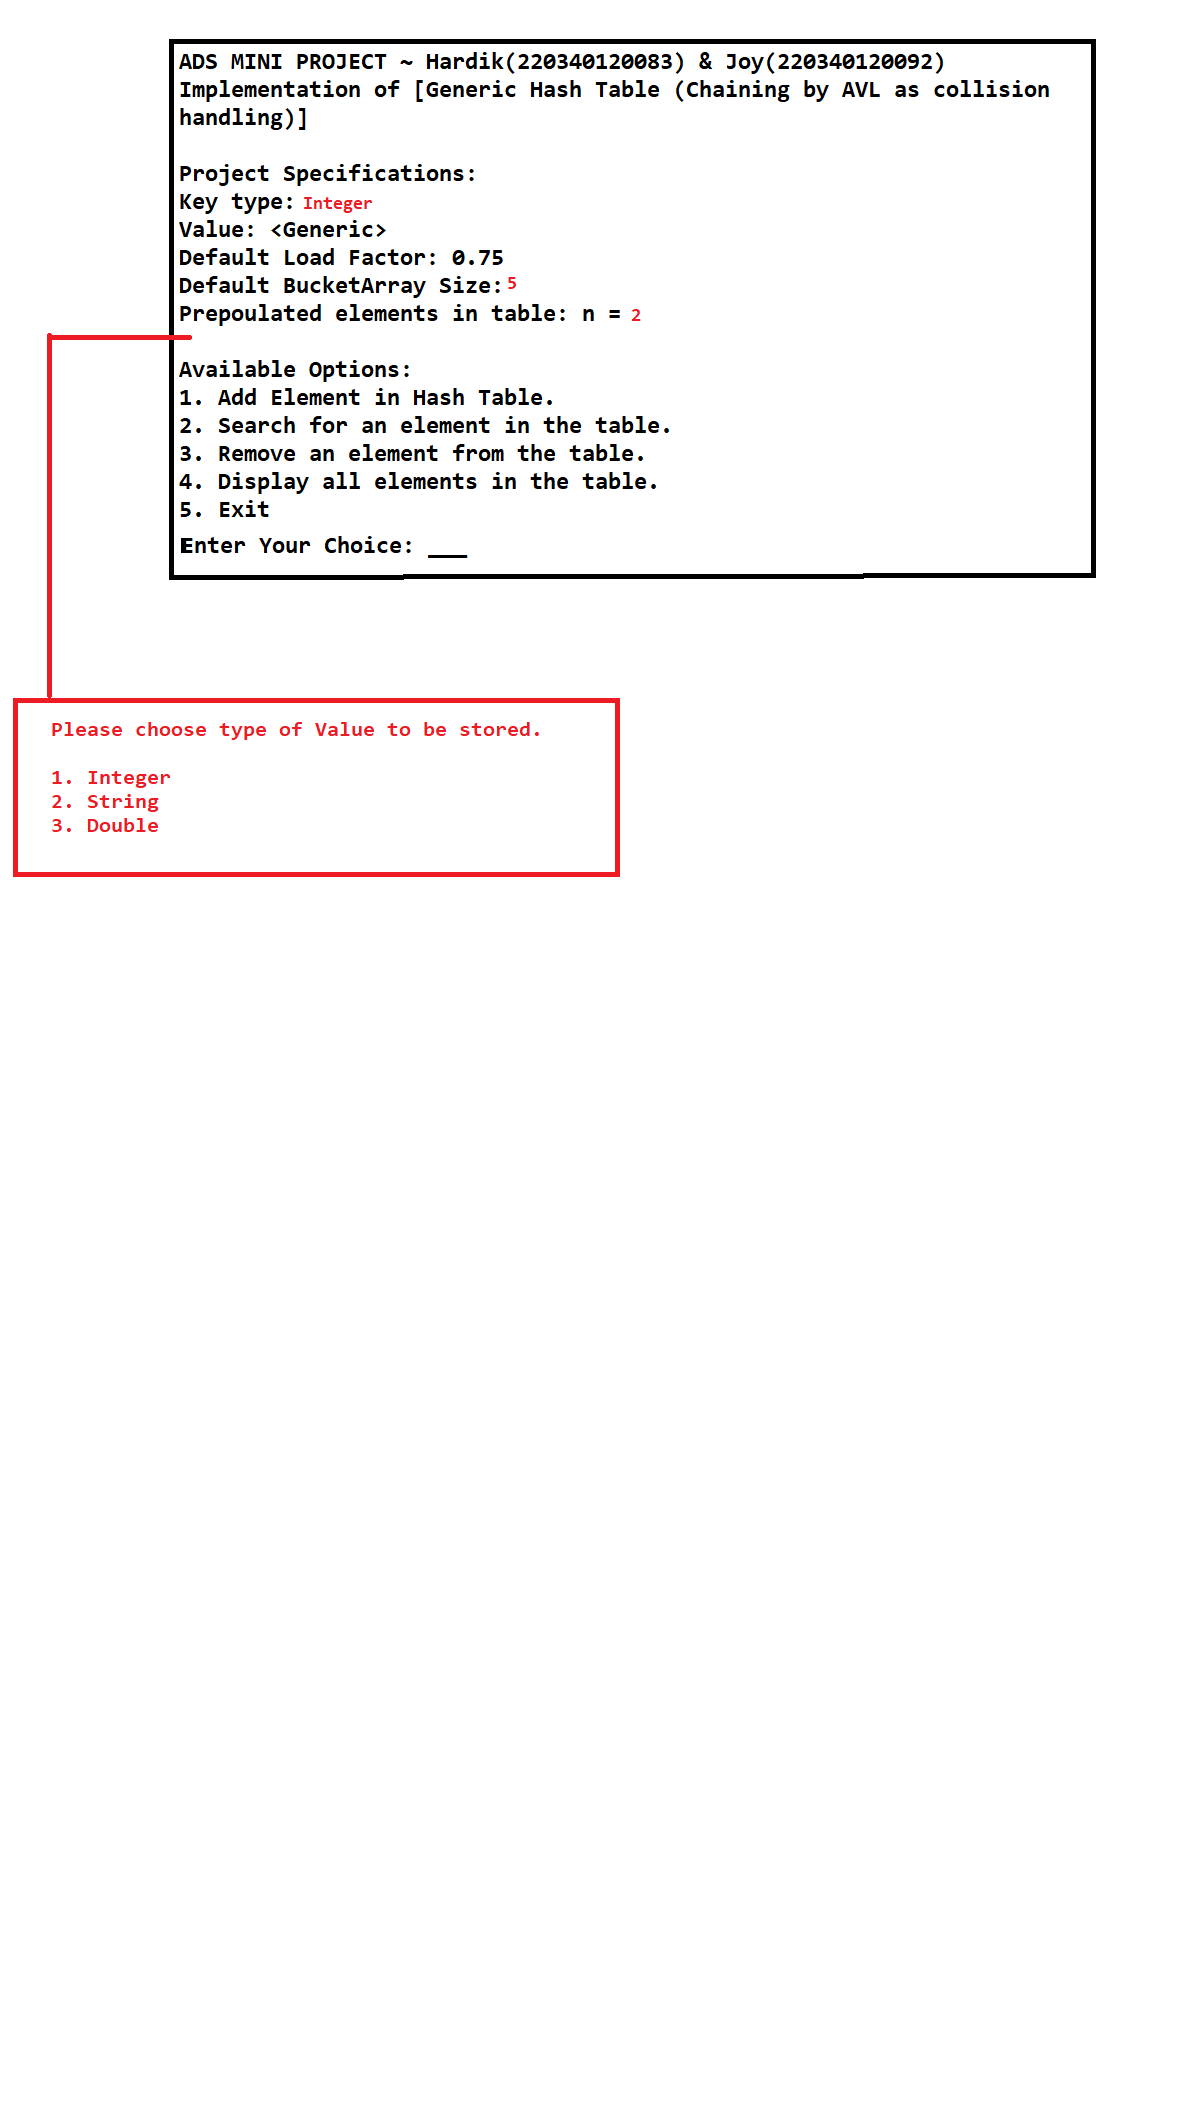 ADS MINI PROJECT ~ Hardik(220340120083) & Joy(220340120092)
Implementation of [Generic Hash Table (Chaining by AVL as collision
handling)]
Project Specifications:
Key type: Integer
Value: <Generic>
Default Load Factor: 0.75
Default BucketArray Size: 5
Prepoulated elements in table: n = 2
Available Options:
1. Add Element in Hash Table.
2. Search for an element in the table.
3. Remove an element from the table.
4. Display all elements in the table.
5. Exit
Enter Your Choice: ___
Please choose type of Value to be stored.
1. Integer
2. String
3. Double